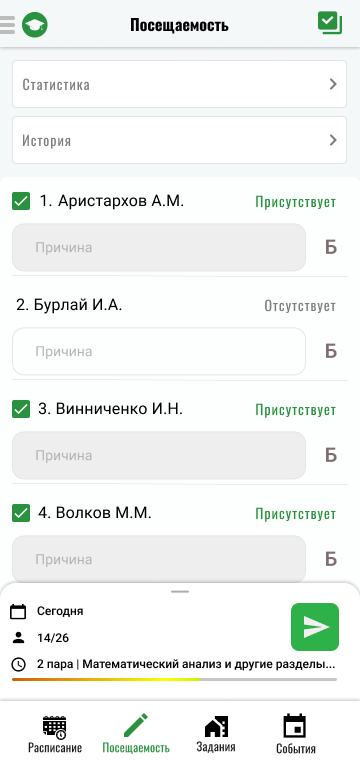 Посещаемость
Статистика
История
1. Аристархов А.М. Присутствует
Причина Б
2. Бурлай И.А. Отсутствует
Причина Б
3. Винниченко И.Н. Присутствует
Причина Б
4. Волков М.М. Присутствует
Причина Б
Сегодня
14/26
2 пара | Математический анализ и другие разделы...
Расписание Посещаемость Задания События